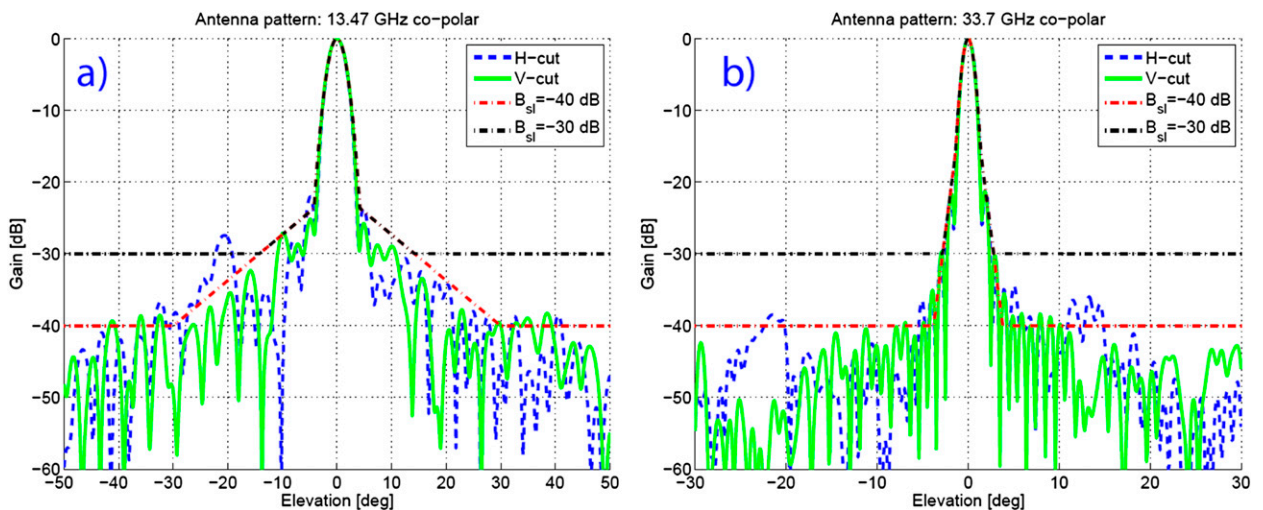 Antenna pattern: 13.47 GHz co-polar
a)
H-cut
V-cut
B_sl=-40 dB
B_sl=-30 dB
Gain [dB]
0
-10
-20
-30
-40
-50
-60
-50 -40 -30 -20 -10 0 10 20 30 40 50
Elevation [deg]
Antenna pattern: 33.7 GHz co-polar
b)
H-cut
V-cut
B_sl=-40 dB
B_sl=-30 dB
Gain [dB]
0
-10
-20
-30
-40
-50
-60
-30 -20 -10 0 10 20 30
Elevation [deg]